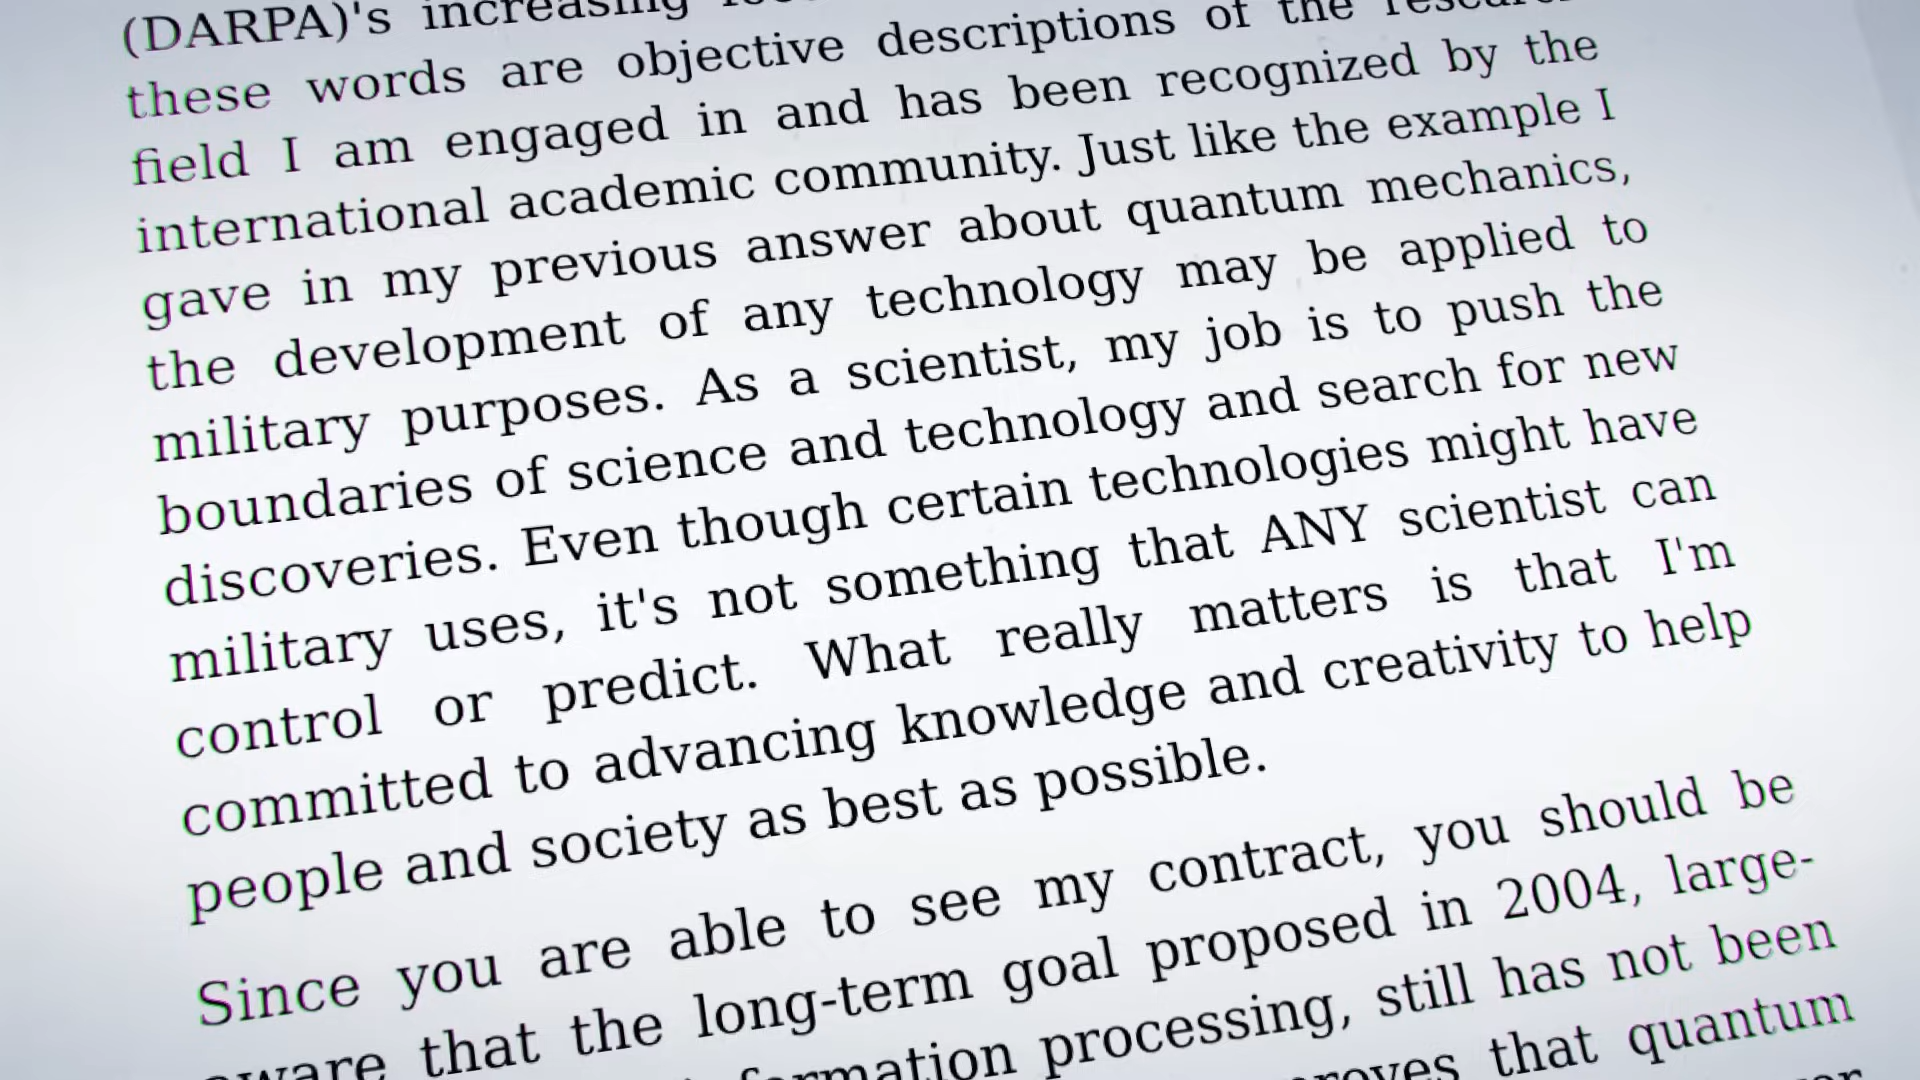 (DARPA)'s increasing
these words are objective descriptions of the
field I am engaged in and has been recognized by the
international academic community. Just like the example I
gave in my previous answer about quantum mechanics,
the development of any technology may be applied to
military purposes. As a scientist, my job is to push the
boundaries of science and technology and search for new
discoveries. Even though certain technologies might have
military uses, it's not something that ANY scientist can
control or predict. What really matters is that I'm
committed to advancing knowledge and creativity to help
people and society as best as possible.
Since you are able to see my contract, you should be
aware that the long-term goal proposed in 2004, large-
processing, still has not been
that quantum